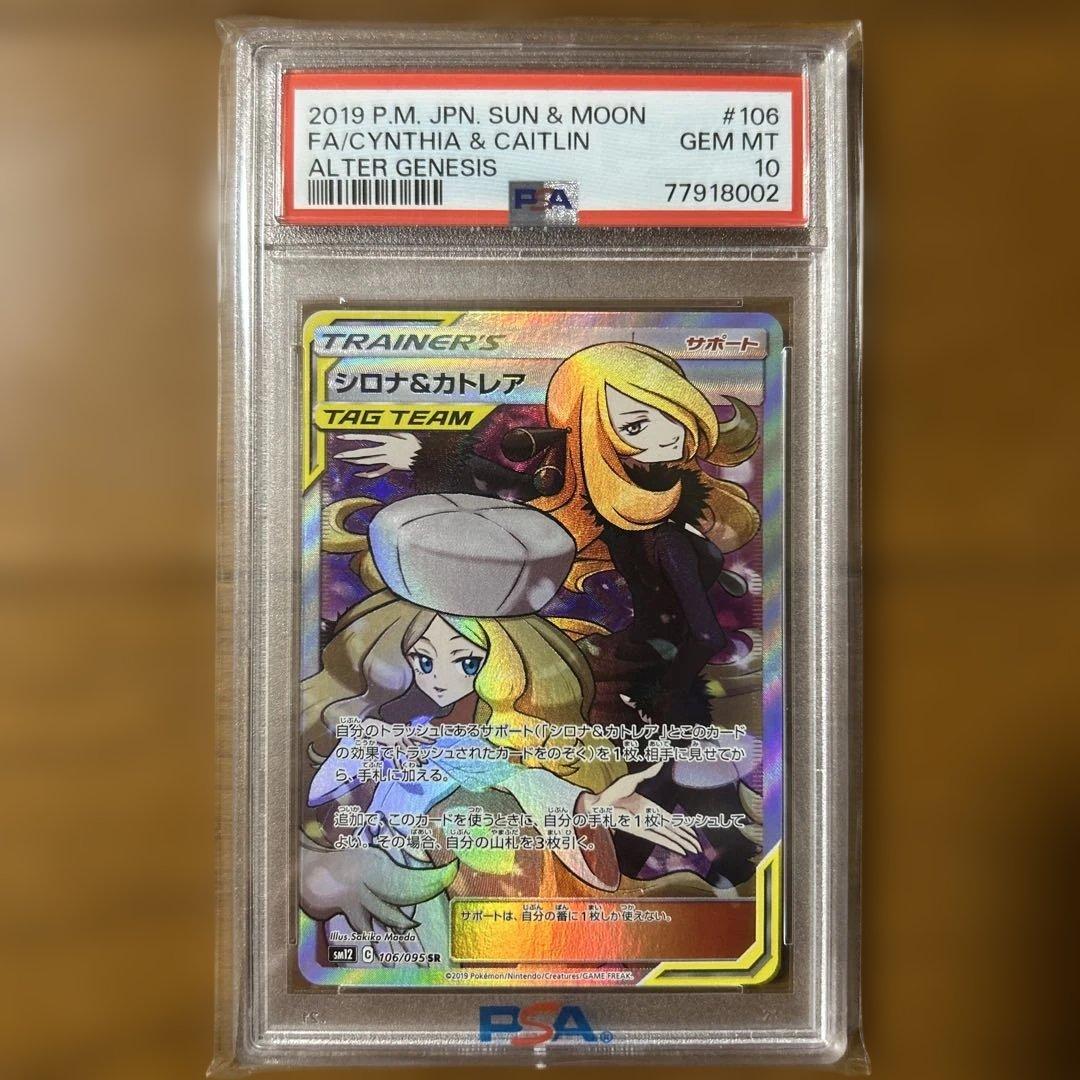 2019 P.M. JPN. SUN & MOON #106
FA/CYNTHIA & CAITLIN GEM MT
ALTER GENESIS 10
PSA 77918002
TRAINER'S サポート
シロナ&カトレア
TAG TEAM
自分のトラッシュにあるサポート(「シロナ&カトレア」とこのカード
の効果でトラッシュされたカードをのぞく)を1枚、相手に見せてか
ら、手札に加える。
追加で、このカードを使うときに、自分の手札を1枚トラッシュして
よい。その場合、自分の山札を3枚引く。
サポートは、自分の番に1枚しか使えない。
Illus. Sakiko Maeda
sm12 C 106/095 SR
©2019 Pokémon/Nintendo/Creatures/GAME FREAK.
PSA®